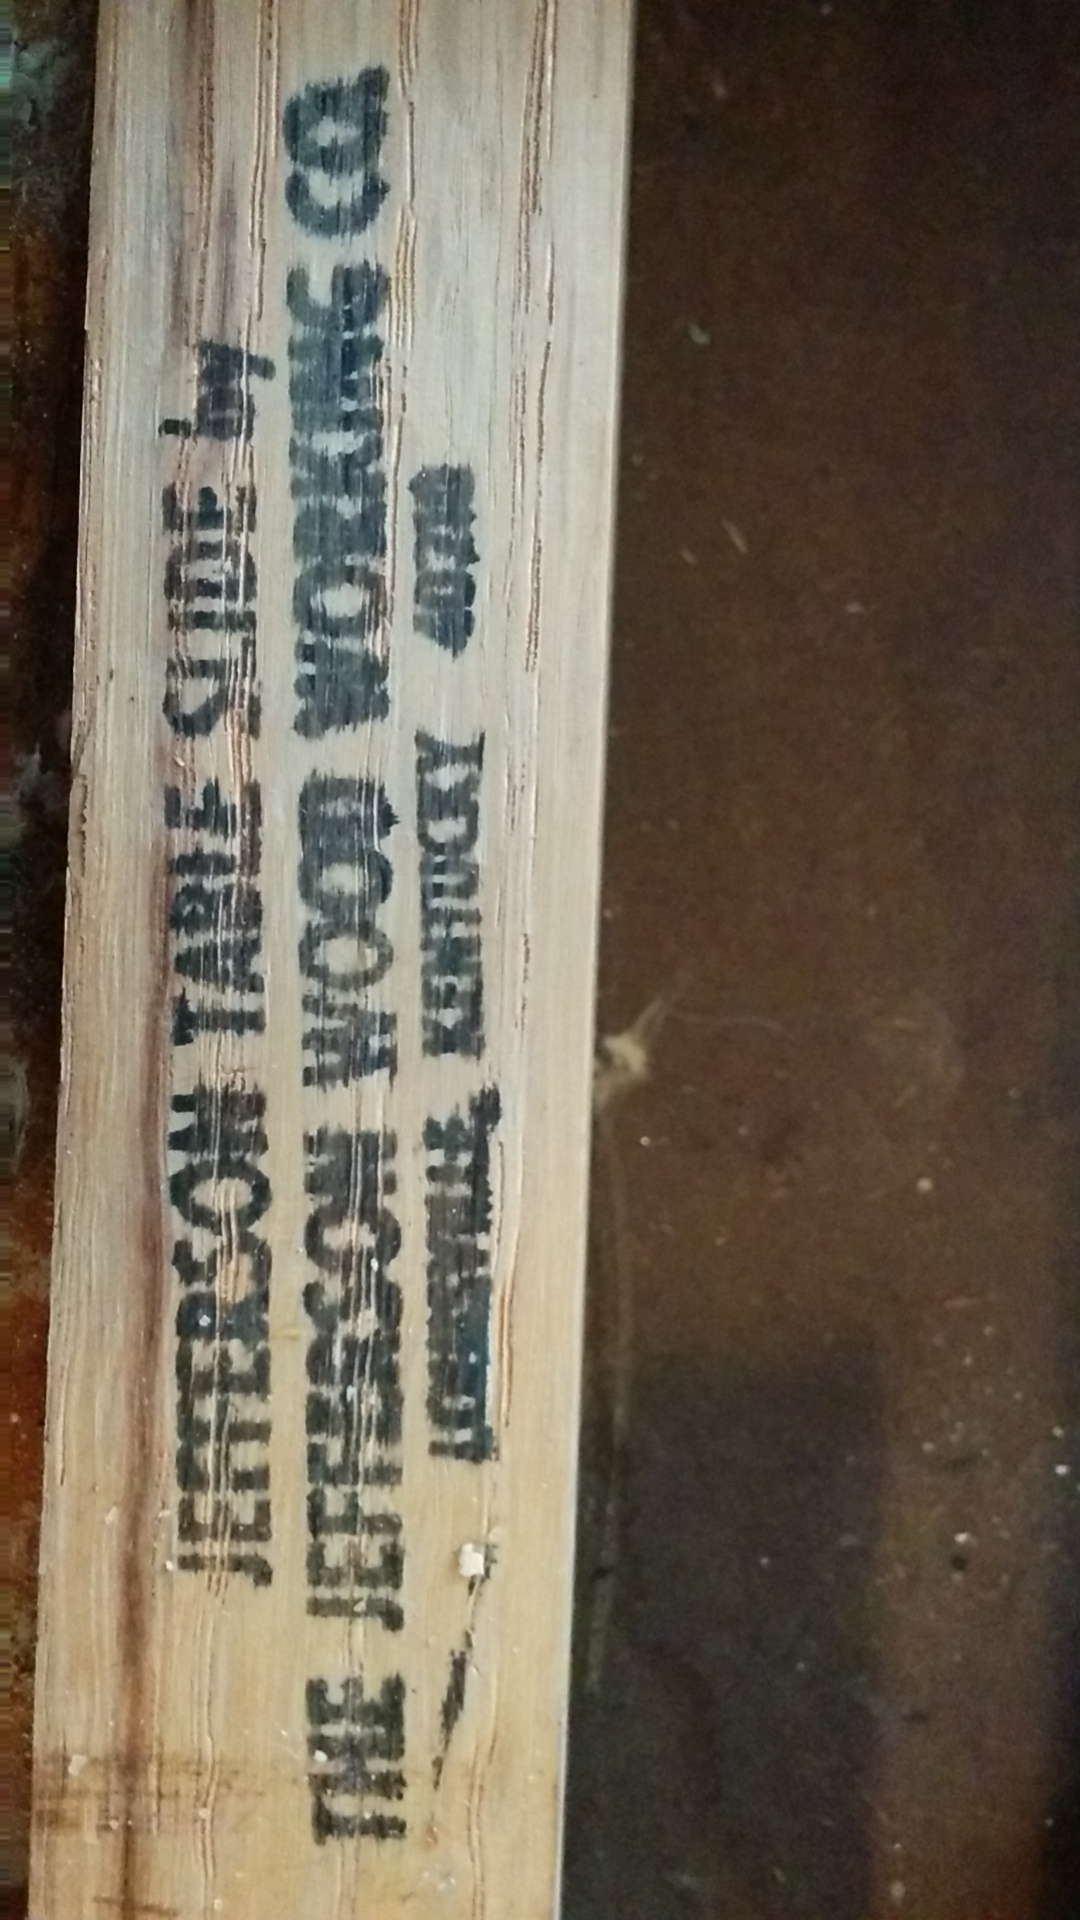 JEFFERSON TABLE SLIDE by
THE JEFFERSON WOOD WORKING CO.
LOUISVILLE KENTUCKY